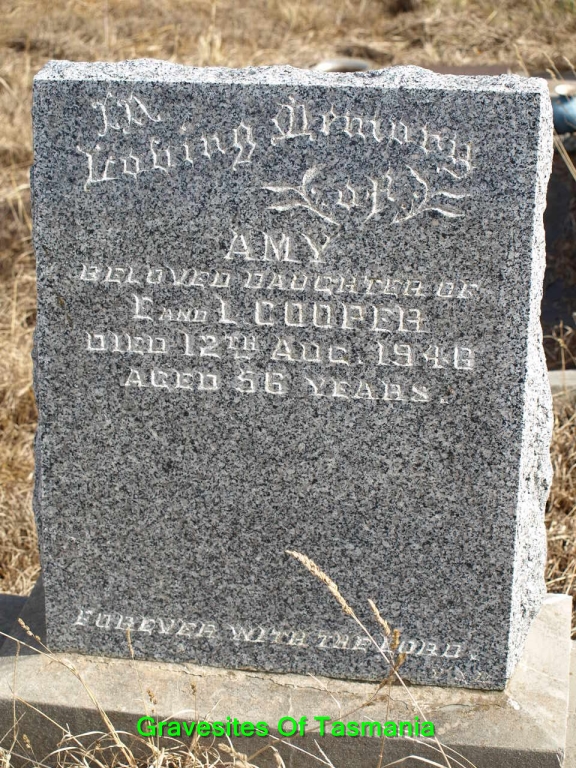 In
Loving Memory
of
AMY
BELOVED DAUGHTER OF
E AND L COOPER
DIED 12TH AUG. 1948
AGED 56 YEARS.
FOREVER WITH THE LORD.
Gravesites Of Tasmania